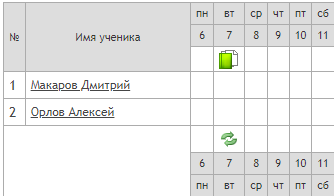 № Имя ученика пн вт ср чт пт сб
6 7 8 9 10 11
1 Макаров Дмитрий
2 Орлов Алексей
6 7 8 9 10 11
пн вт ср чт пт сб